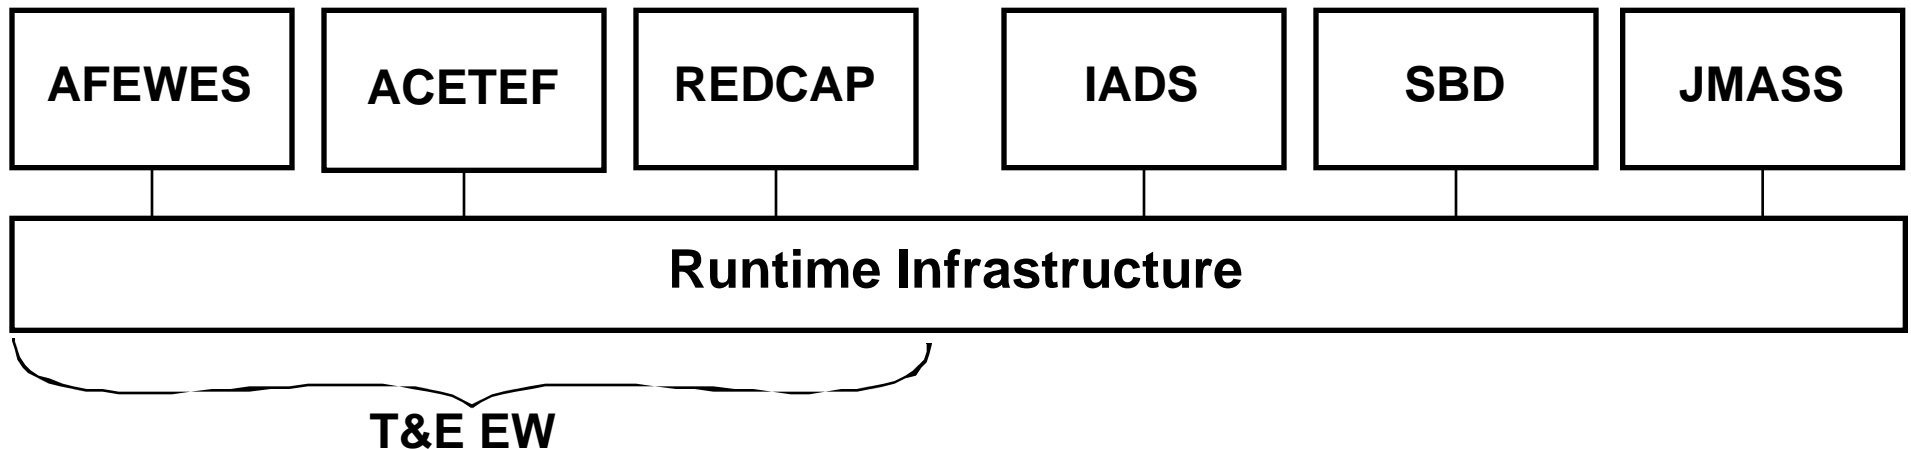 AFEWES
ACETEF
REDCAP
IADS
SBD
JMASS
Runtime Infrastructure
T&E EW